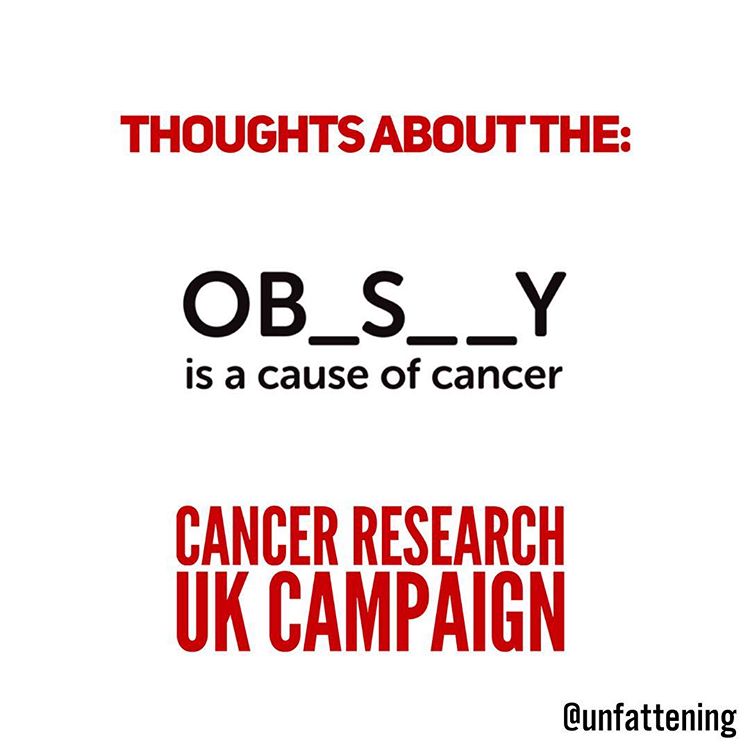 THOUGHTS ABOUT THE:
OB_S__Y
is a cause of cancer
CANCER RESEARCH
UK CAMPAIGN
@unfattening